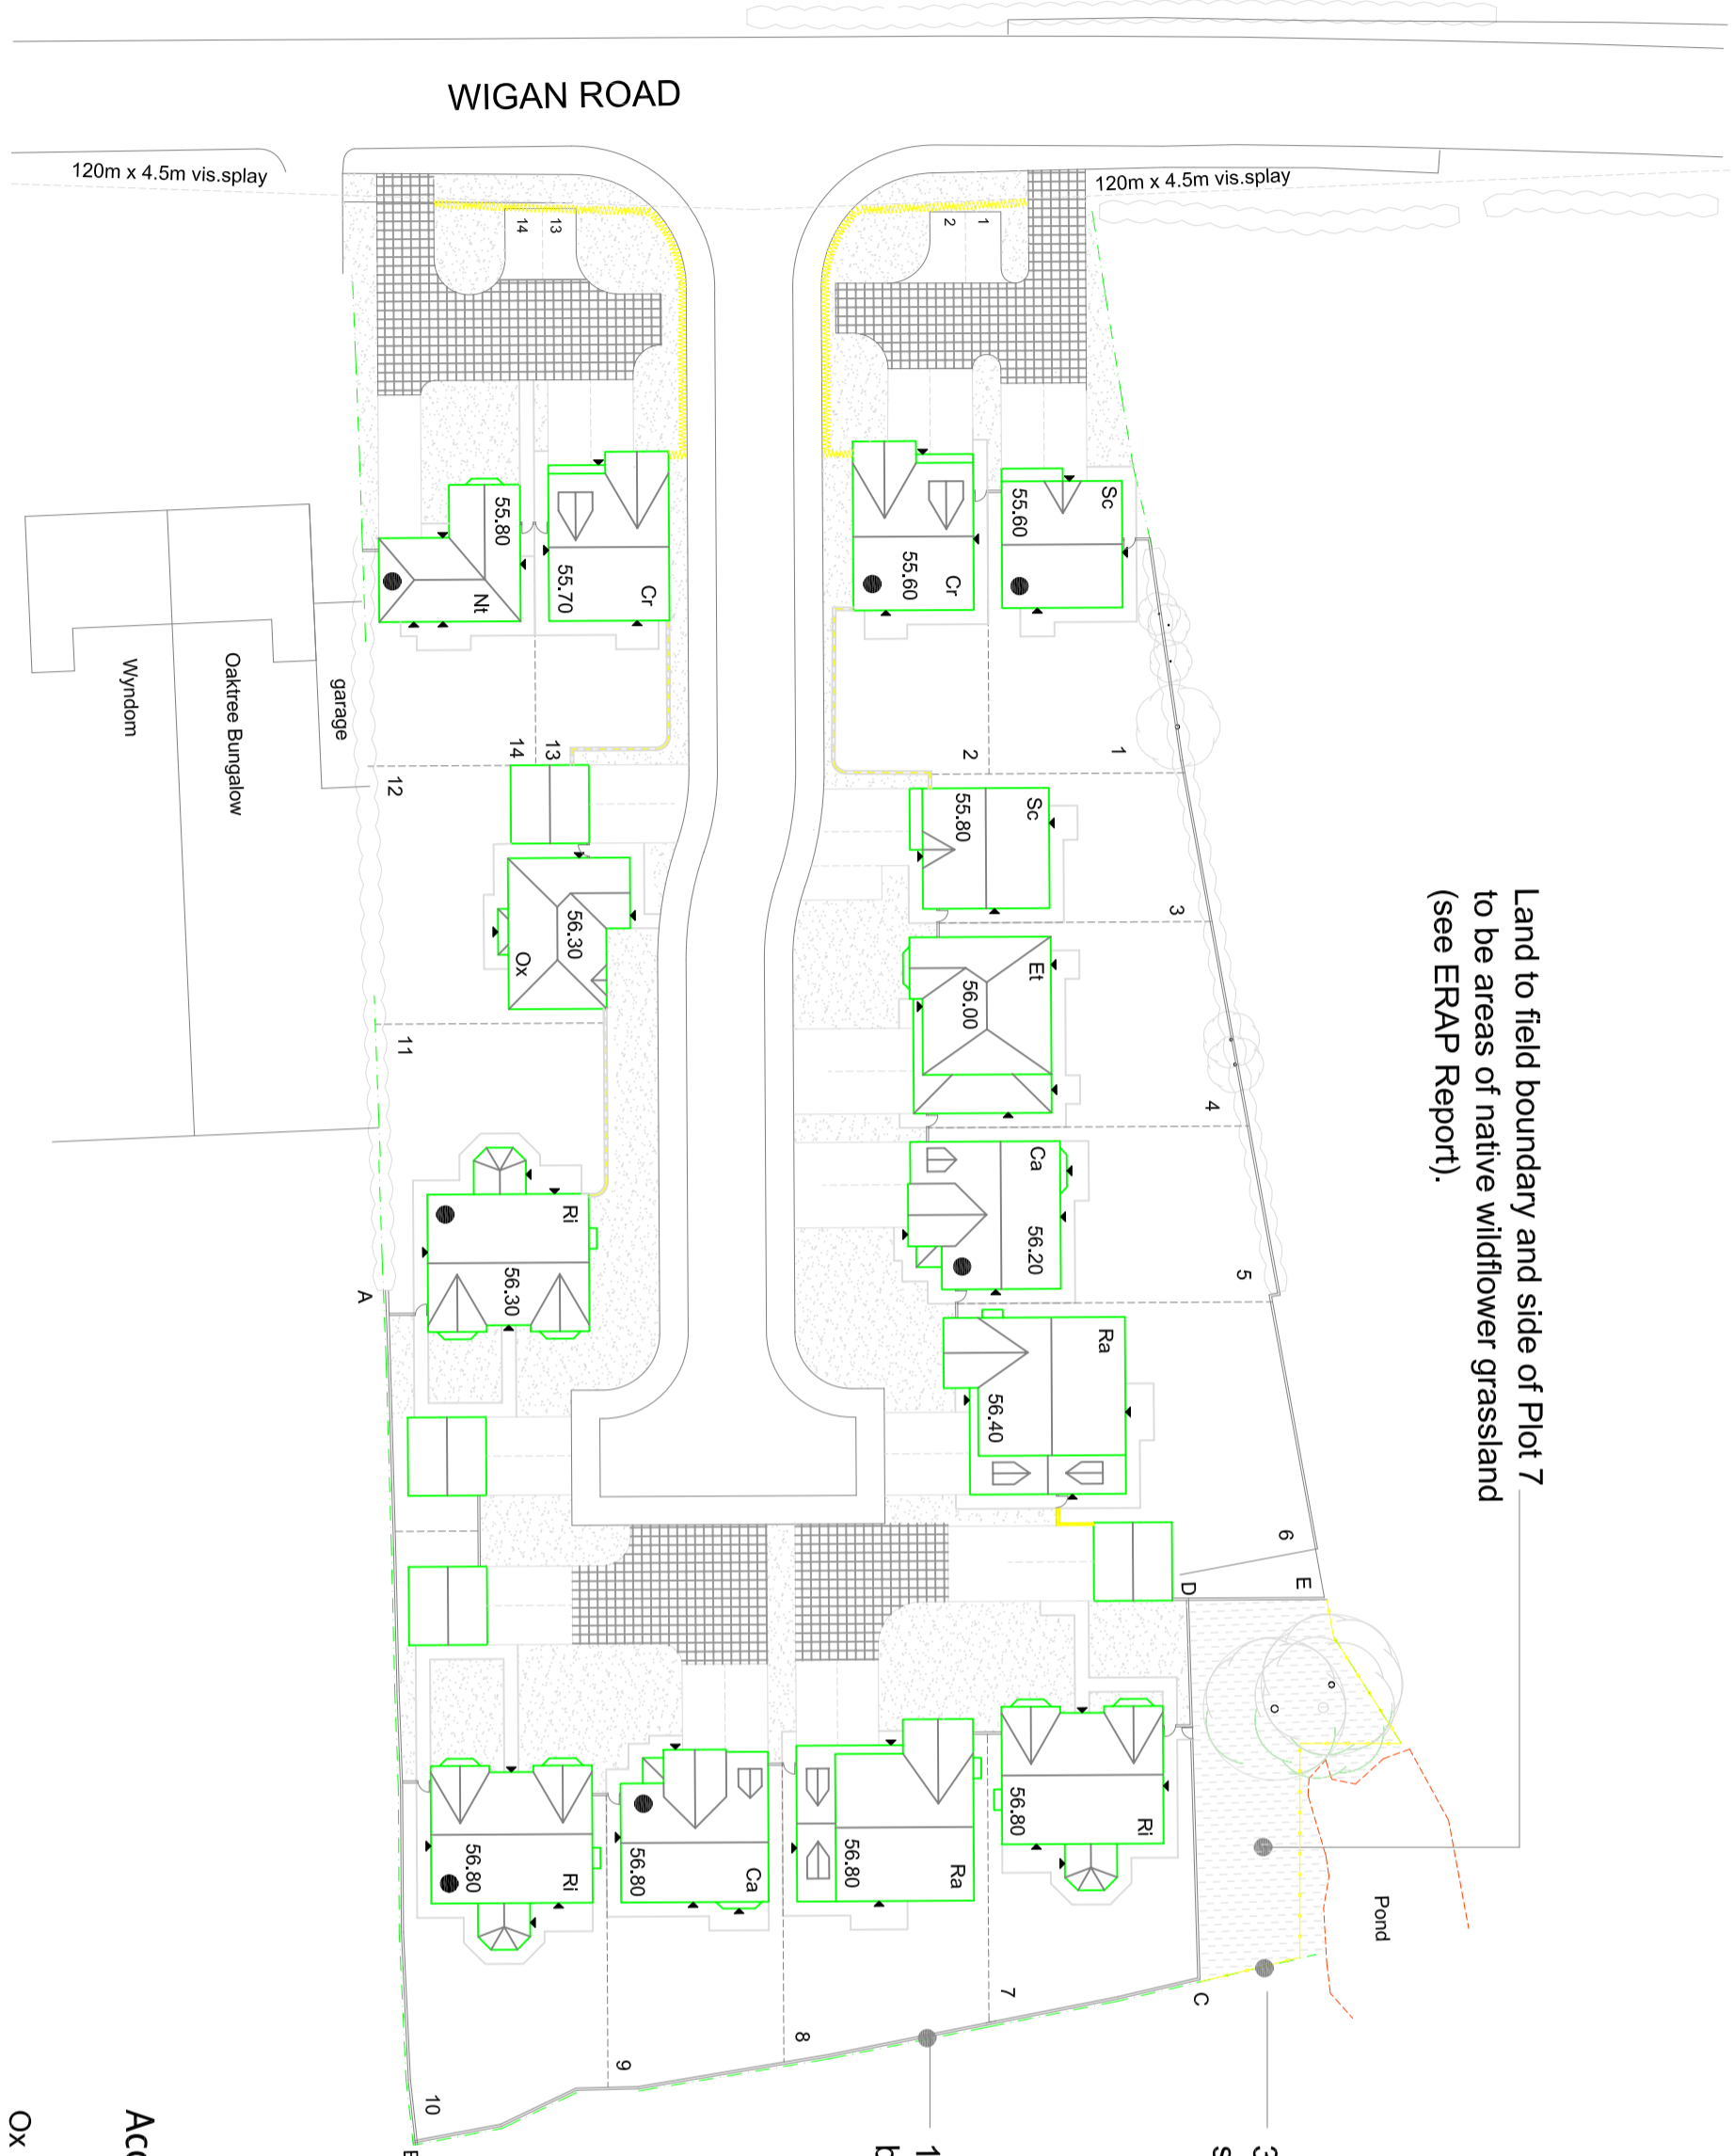 WIGAN ROAD
120m x 4.5m vis.splay
120m x 4.5m vis.splay
14
13
2
1
Sc
55.60
Cr
55.60
Cr
55.70
Nt
55.80
Wyndom
Oaktree Bungalow
garage
14
13
12
2
1
Sc
55.80
3
Et
56.00
4
Ox
56.30
11
Ca
56.20
5
Ri
56.30
A
Ra
56.40
6
E
D
Land to field boundary and side of Plot 7
to be areas of native wildflower grassland
(see ERAP Report).
Pond
Ri
56.80
Ra
56.80
Ca
56.80
Ri
56.80
C
7
8
9
10
Ox